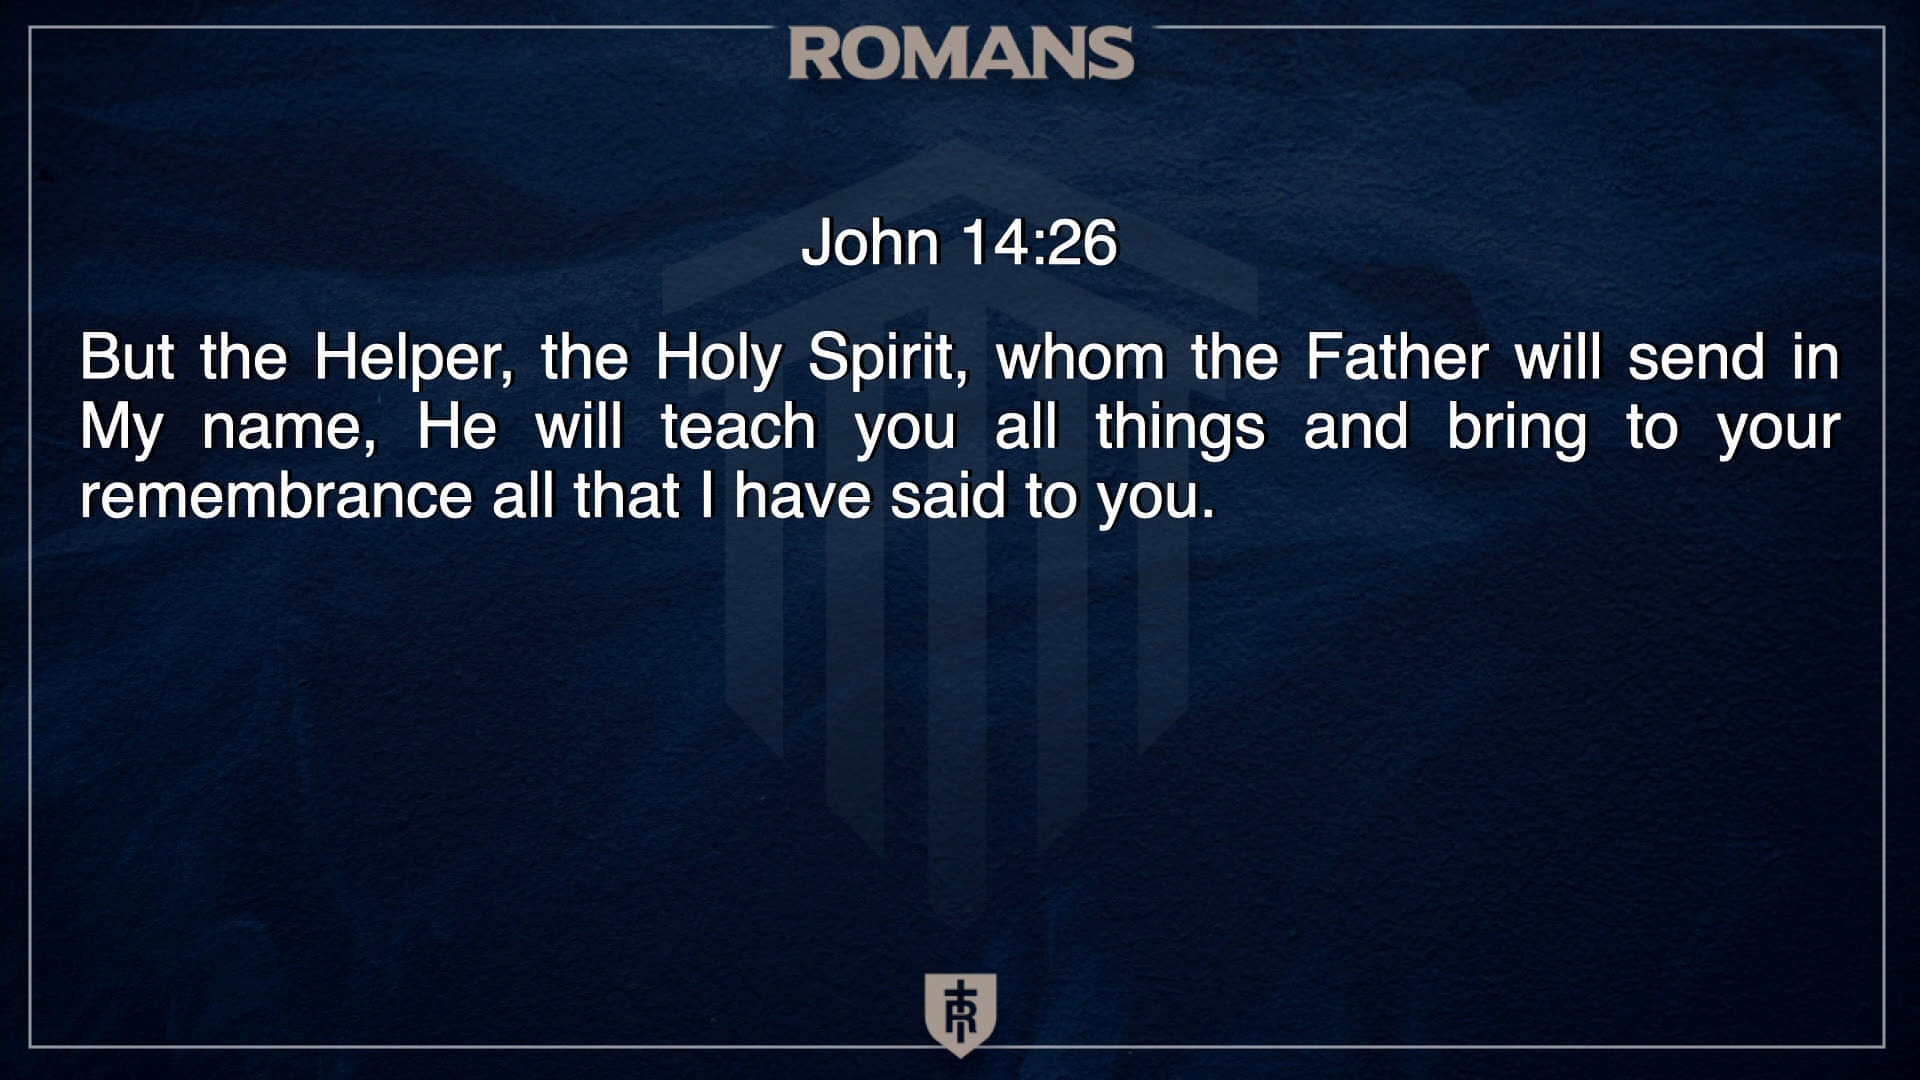 ROMANS
John 14:26
But the Helper, the Holy Spirit, whom the Father will send in
My name, He will teach you all things and bring to your
remembrance all that I have said to you.